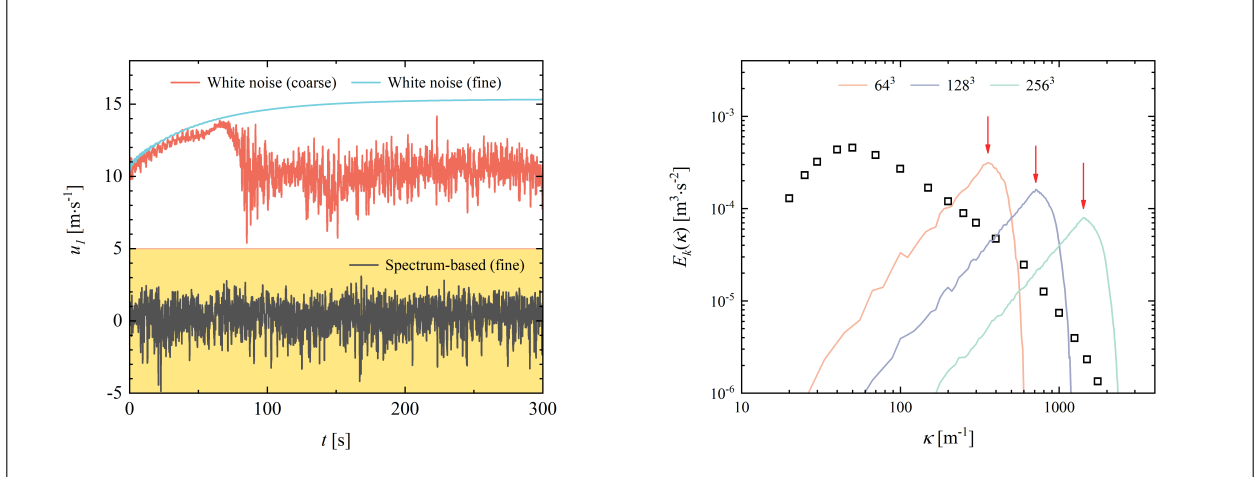 White noise (coarse) White noise (fine)
15
10
5
0
-5
u1 [m·s-1]
Spectrum-based (fine)
0 100 200 300
t [s]
64³ 128³ 256³
10-3
10-4
10-5
10-6
Ek(κ) [m3·s-2]
10 100 1000
κ [m-1]